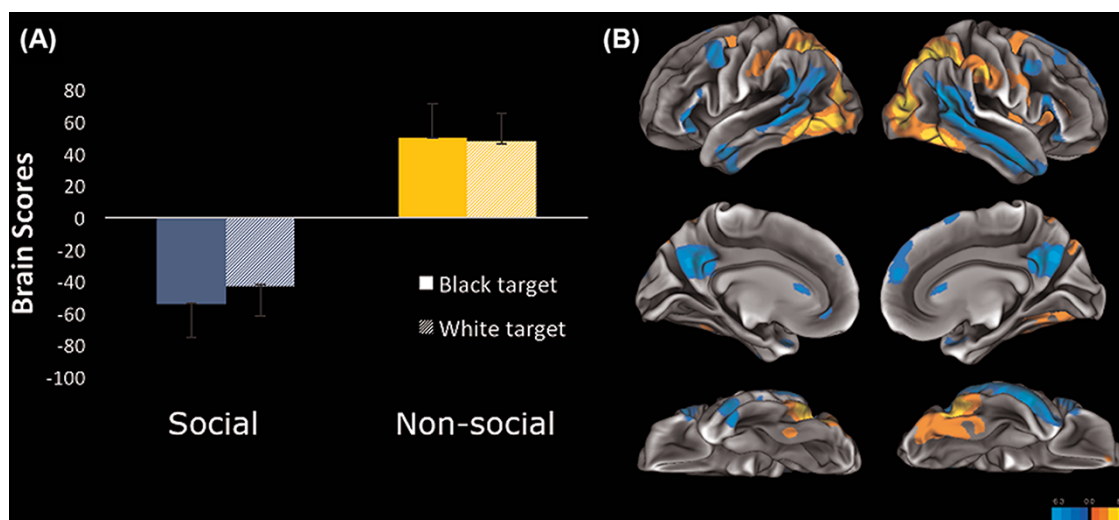 (A)
(B)
80
60
40
20
0
-20
-40
-60
-80
-100
Brain Scores
Black target
White target
Social
Non-social